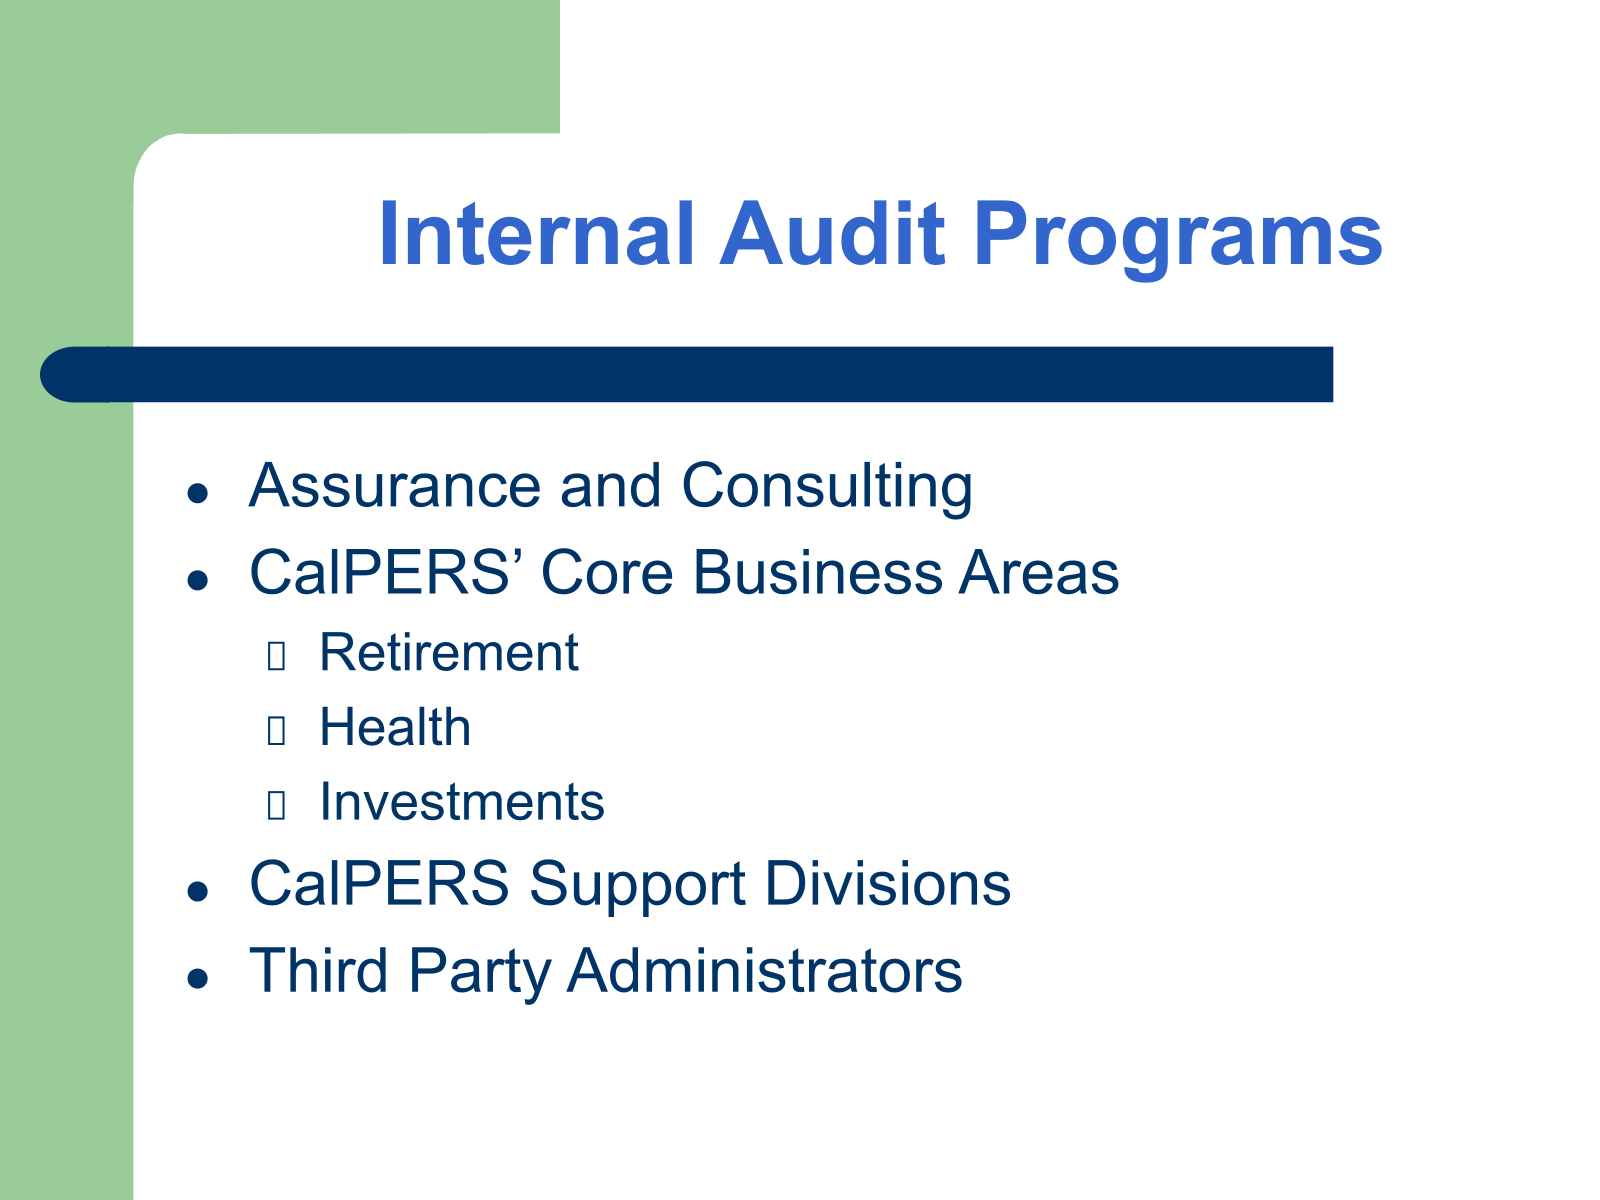 Internal Audit Programs
● Assurance and Consulting
● CalPERS’ Core Business Areas
▯ Retirement
▯ Health
▯ Investments
● CalPERS Support Divisions
● Third Party Administrators